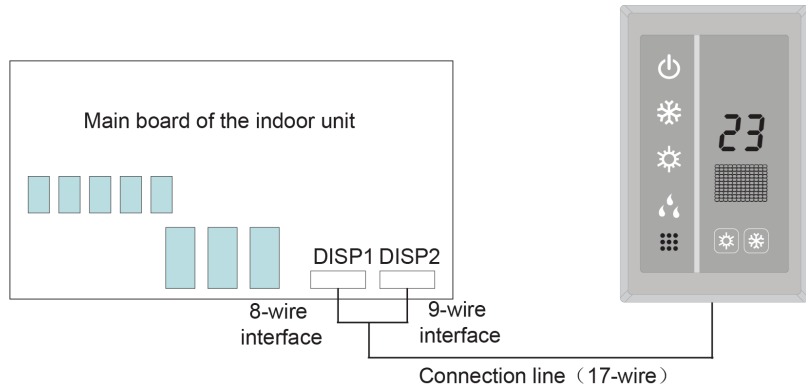 Main board of the indoor unit
23
DISP1 DISP2
8-wire
interface
9-wire
interface
Connection line（17-wire）